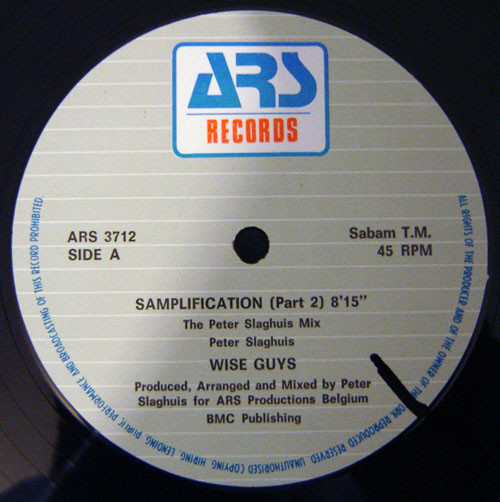 ARS
RECORDS
ARS 3712
SIDE A
Sabam T.M.
45 RPM
SAMPLIFICATION (Part 2) 8'15"
The Peter Slaghuis Mix
Peter Slaghuis
WISE GUYS
Produced, Arranged and Mixed by Peter
Slaghuis for ARS Productions Belgium
BMC Publishing
ALL RIGHTS OF THE PRODUCER AND OF THE OWNER OF THE WORK REPRODUCED RESERVED. UNAUTHORISED COPYING, HIRING, LENDING, PUBLIC PERFORMANCE AND BROADCASTING OF THIS RECORD PROHIBITED